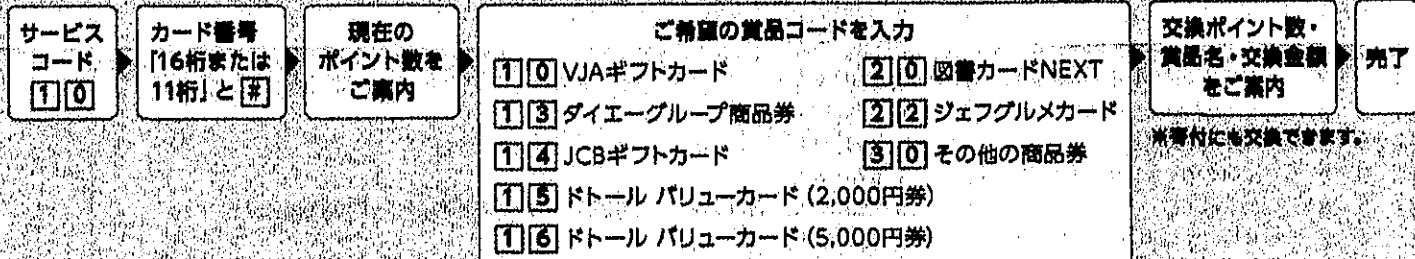 サービス
コード
10
カード番号
「16桁または
11桁」と#
現在の
ポイント数を
ご案内
ご希望の賞品コードを入力
10 VJAギフトカード
20 図書カードNEXT
13 ダイエーグループ商品券
22 ジェフグルメカード
14 JCBギフトカード
30 その他の商品券
15 ドトール バリューカード(2,000円券)
16 ドトール バリューカード(5,000円券)
交換ポイント数・
賞品名・交換金額
をご案内
※寄付にも交換できます。
完了